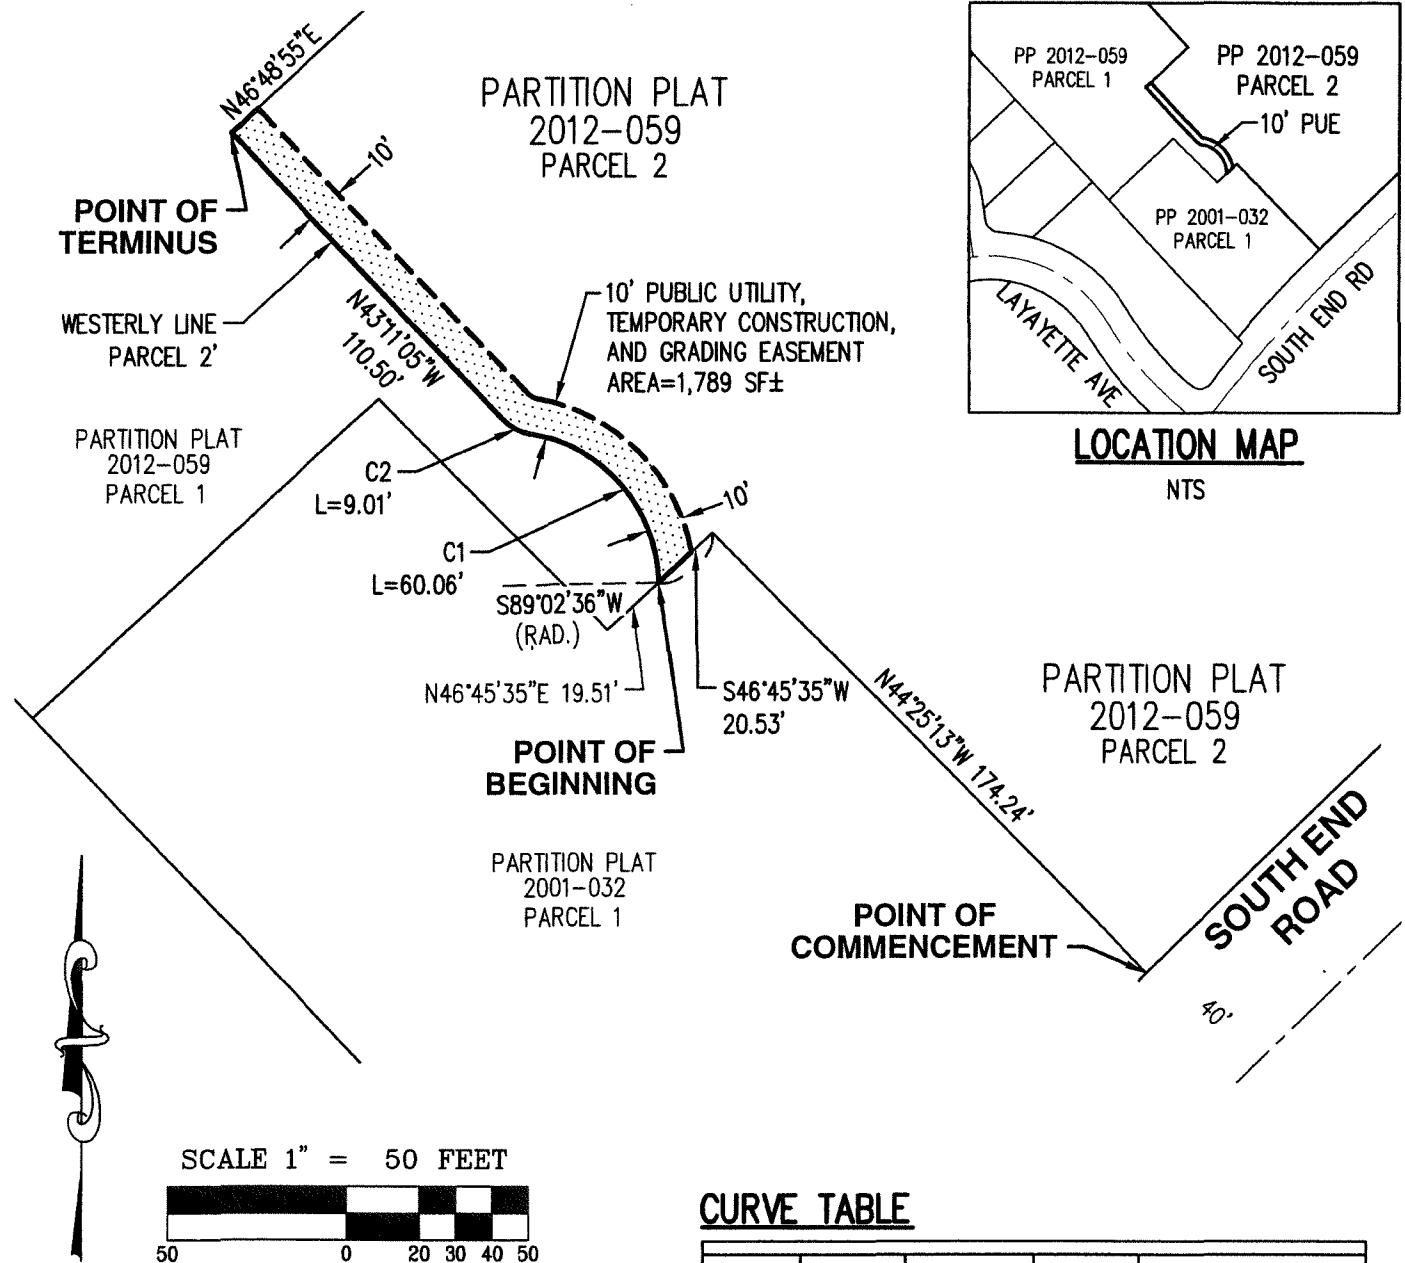 N46°48'55"E
PARTITION PLAT
2012-059
PARCEL 2
10'
POINT OF
TERMINUS
WESTERLY LINE
PARCEL 2'
N43°11'05"W
110.50'
10' PUBLIC UTILITY,
TEMPORARY CONSTRUCTION,
AND GRADING EASEMENT
AREA=1,789 SF±
PP 2012-059
PARCEL 1
PP 2012-059
PARCEL 2
10' PUE
PP 2001-032
PARCEL 1
LAYAYETTE AVE
SOUTH END RD
LOCATION MAP
NTS
PARTITION PLAT
2012-059
PARCEL 1
C2
L=9.01'
10'
C1
L=60.06'
S89°02'36"W
(RAD.)
N46°45'35"E 19.51'
S46°45'35"W
20.53'
POINT OF
BEGINNING
N44°25'13"W 174.24'
PARTITION PLAT
2012-059
PARCEL 2
PARTITION PLAT
2001-032
PARCEL 1
SOUTH END
ROAD
POINT OF
COMMENCEMENT
40'
SCALE 1" = 50 FEET
50 0 20 30 40 50
CURVE TABLE